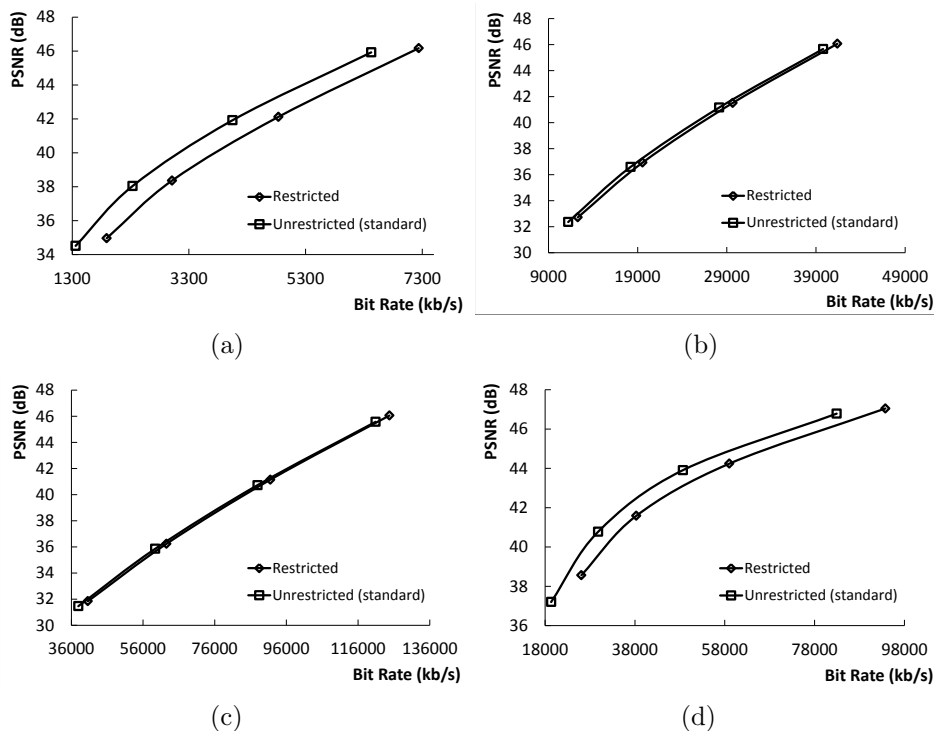 PSNR (dB)
48
46
44
42
40
38
36
34
Restricted
Unrestricted (standard)
1300 3300 5300 7300
Bit Rate (kb/s)
(a)
PSNR (dB)
48
46
44
42
40
38
36
34
32
30
Restricted
Unrestricted (standard)
9000 19000 29000 39000 49000
Bit Rate (kb/s)
(b)
PSNR (dB)
48
46
44
42
40
38
36
34
32
30
Restricted
Unrestricted (standard)
36000 56000 76000 96000 116000 136000
Bit Rate (kb/s)
(c)
PSNR (dB)
48
46
44
42
40
38
36
Restricted
Unrestricted (standard)
18000 38000 58000 78000 98000
Bit Rate (kb/s)
(d)